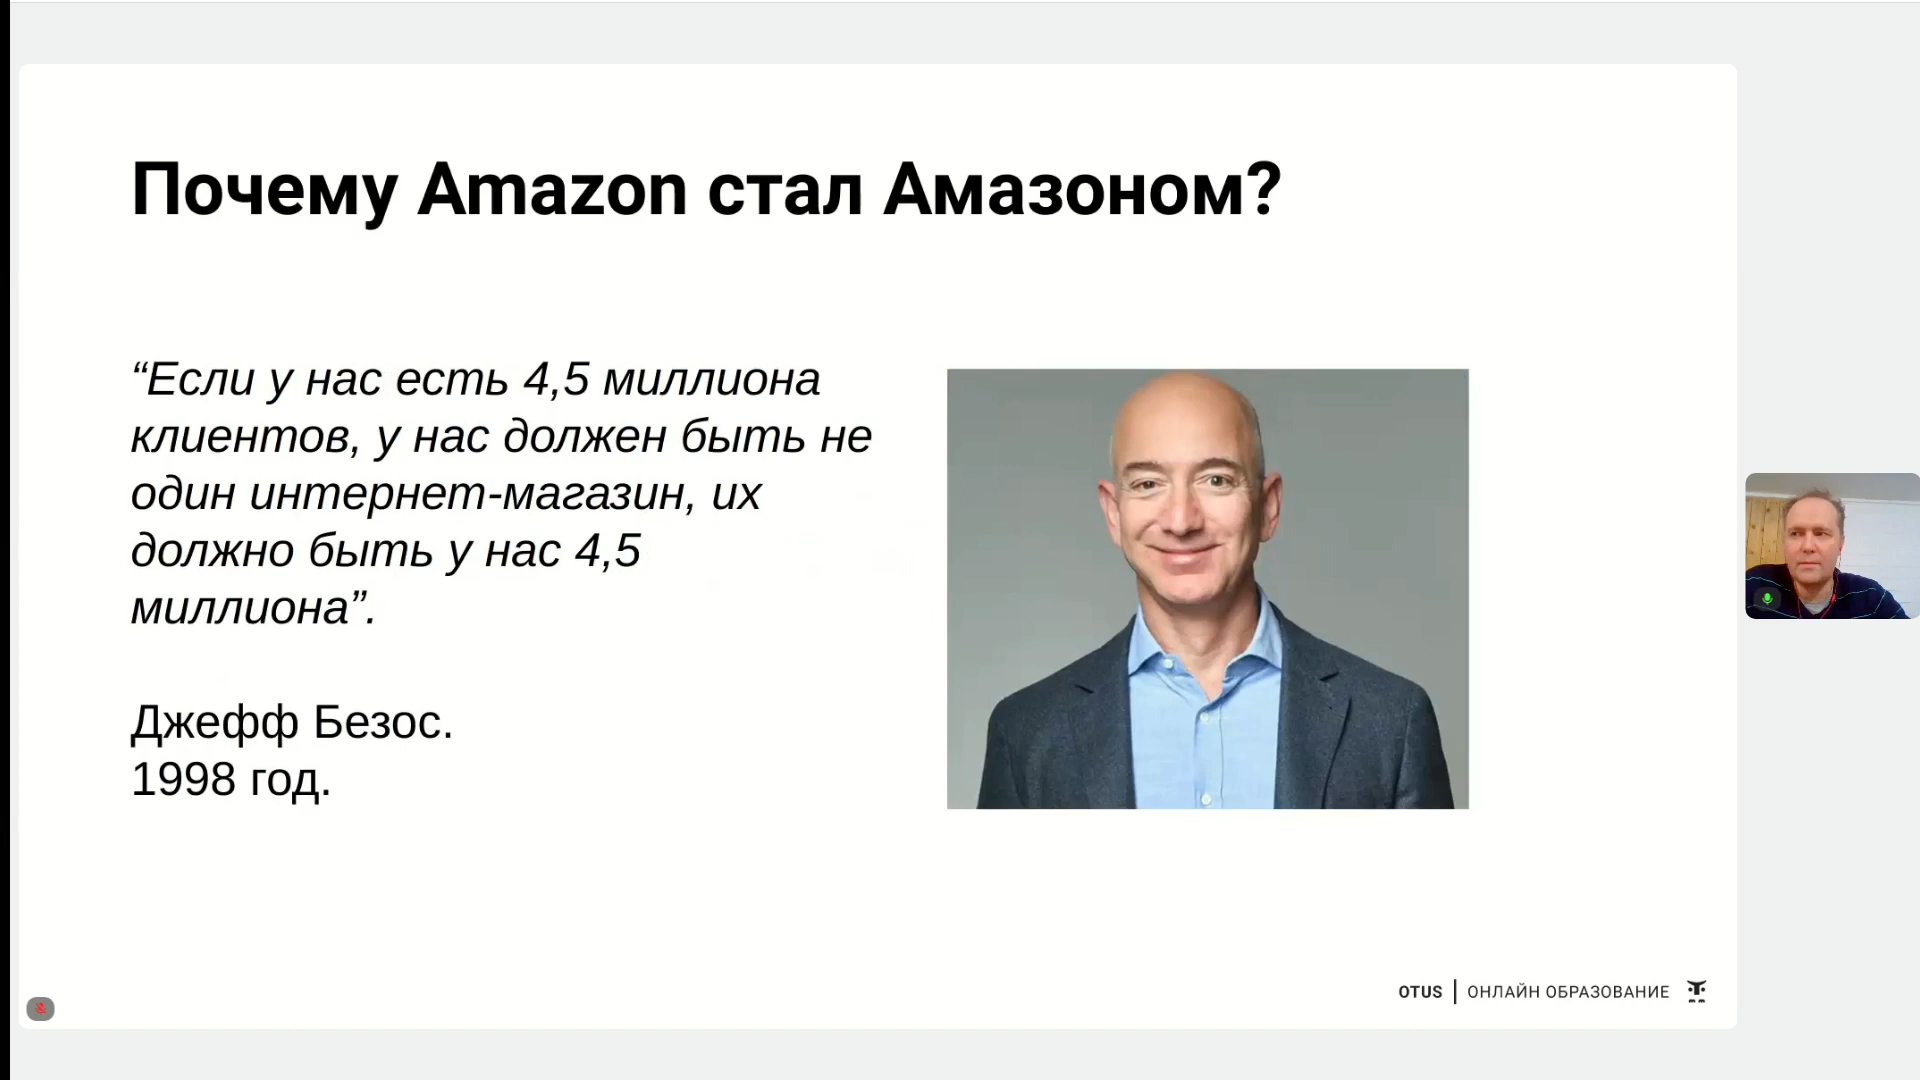 Почему Amazon стал Амазоном?
“Если у нас есть 4,5 миллиона
клиентов, у нас должен быть не
один интернет-магазин, их
должно быть у нас 4,5
миллиона”.
Джефф Безос.
1998 год.
OTUS | ОНЛАЙН ОБРАЗОВАНИЕ